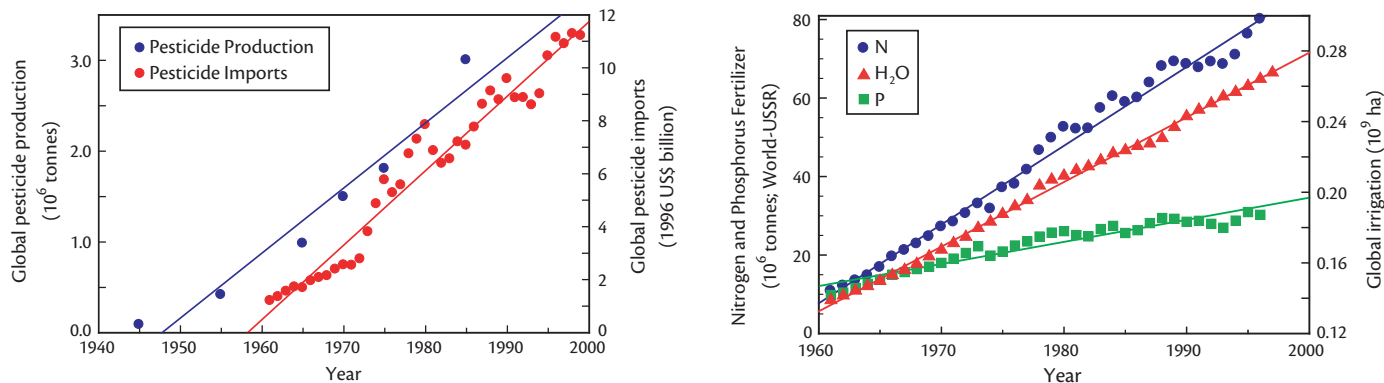 Global pesticide production
(10⁶ tonnes)
3.0
2.0
1.0
0.0
Pesticide Production
Pesticide Imports
12
10
8
6
4
2
0
Global pesticide imports
(1996 US$ billion)
1940
1950
1960
1970
1980
1990
2000
Year
Nitrogen and Phosphorus Fertilizer
(10⁶ tonnes; World-USSR)
80
60
40
20
0
N
H₂O
P
0.28
0.24
0.20
0.16
0.12
Global irrigation (10⁹ ha)
1960
1970
1980
1990
2000
Year